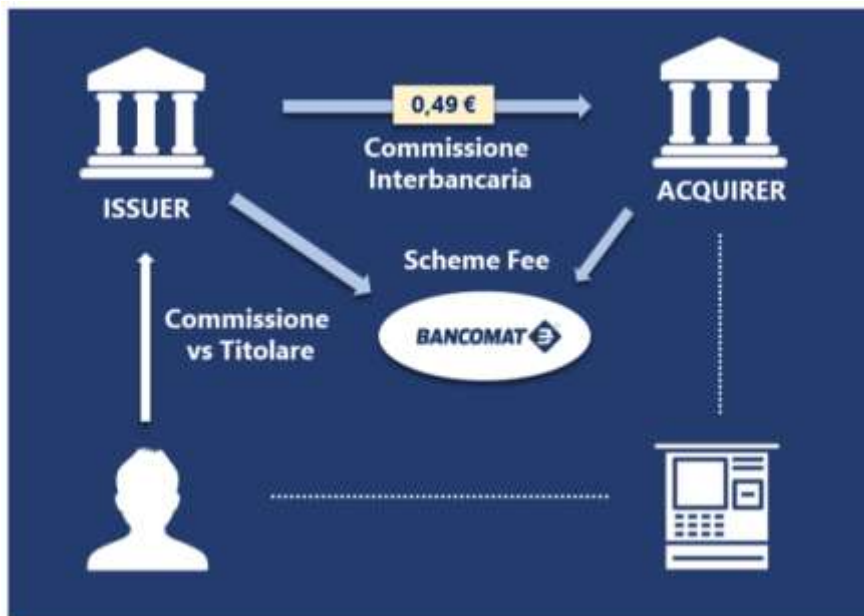 0,49 €
Commissione
Interbancaria
ISSUER
ACQUIRER
Scheme Fee
BANCOMAT
Commissione
vs Titolare